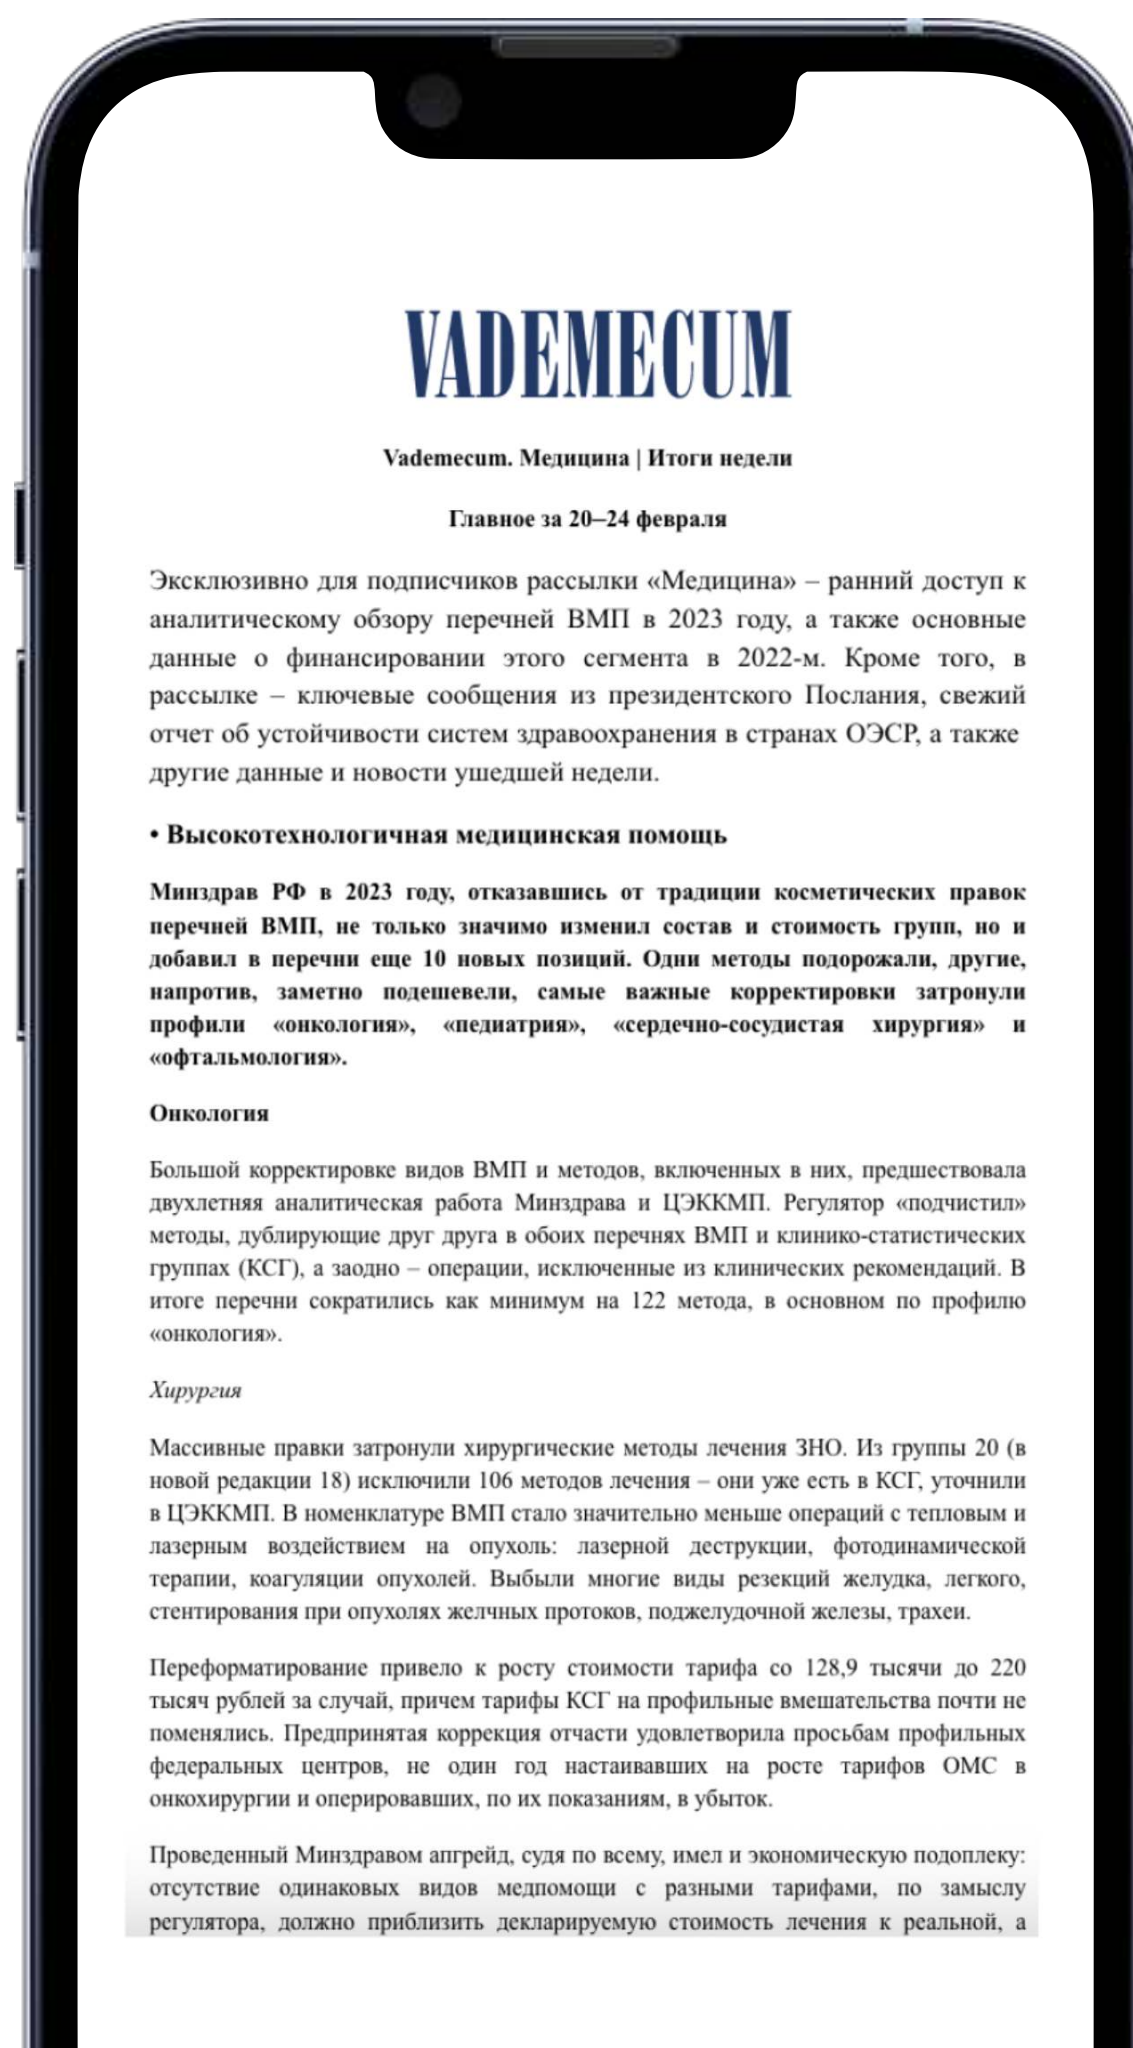 VADEMECUM
Vademecum. Медицина | Итоги недели
Главное за 20–24 февраля
Эксклюзивно для подписчиков рассылки «Медицина» – ранний доступ к
аналитическому обзору перечней ВМП в 2023 году, а также основные
данные о финансировании этого сегмента в 2022-м. Кроме того, в
рассылке – ключевые сообщения из президентского Послания, свежий
отчет об устойчивости систем здравоохранения в странах ОЭСР, а также
другие данные и новости ушедшей недели.
• Высокотехнологичная медицинская помощь
Минздрав РФ в 2023 году, отказавшись от традиции косметических правок
перечней ВМП, не только значимо изменил состав и стоимость групп, но и
добавил в перечни еще 10 новых позиций. Одни методы подорожали, другие,
напротив, заметно подешевели, самые важные корректировки затронули
профили «онкология», «педиатрия», «сердечно-сосудистая хирургия» и
«офтальмология».
Онкология
Большой корректировке видов ВМП и методов, включенных в них, предшествовала
двухлетняя аналитическая работа Минздрава и ЦЭККМП. Регулятор «подчистил»
методы, дублирующие друг друга в обоих перечнях ВМП и клинико-статистических
группах (КСГ), а заодно – операции, исключенные из клинических рекомендаций. В
итоге перечни сократились как минимум на 122 метода, в основном по профилю
«онкология».
Хирургия
Массивные правки затронули хирургические методы лечения ЗНО. Из группы 20 (в
новой редакции 18) исключили 106 методов лечения – они уже есть в КСГ, уточнили
в ЦЭККМП. В номенклатуре ВМП стало значительно меньше операций с тепловым и
лазерным воздействием на опухоль: лазерной деструкции, фотодинамической
терапии, коагуляции опухолей. Выбыли многие виды резекций желудка, легкого,
стентирования при опухолях желчных протоков, поджелудочной железы, трахеи.
Переформатирование привело к росту стоимости тарифа со 128,9 тысячи до 220
тысяч рублей за случай, причем тарифы КСГ на профильные вмешательства почти не
поменялись. Предпринятая коррекция отчасти удовлетворила просьбам профильных
федеральных центров, не один год настаивавших на росте тарифов ОМС в
онкохирургии и оперировавших, по их показаниям, в убыток.
Проведенный Минздравом апгрейд, судя по всему, имел и экономическую подоплеку:
отсутствие одинаковых видов медпомощи с разными тарифами, по замыслу
регулятора, должно приблизить декларируемую стоимость лечения к реальной, а